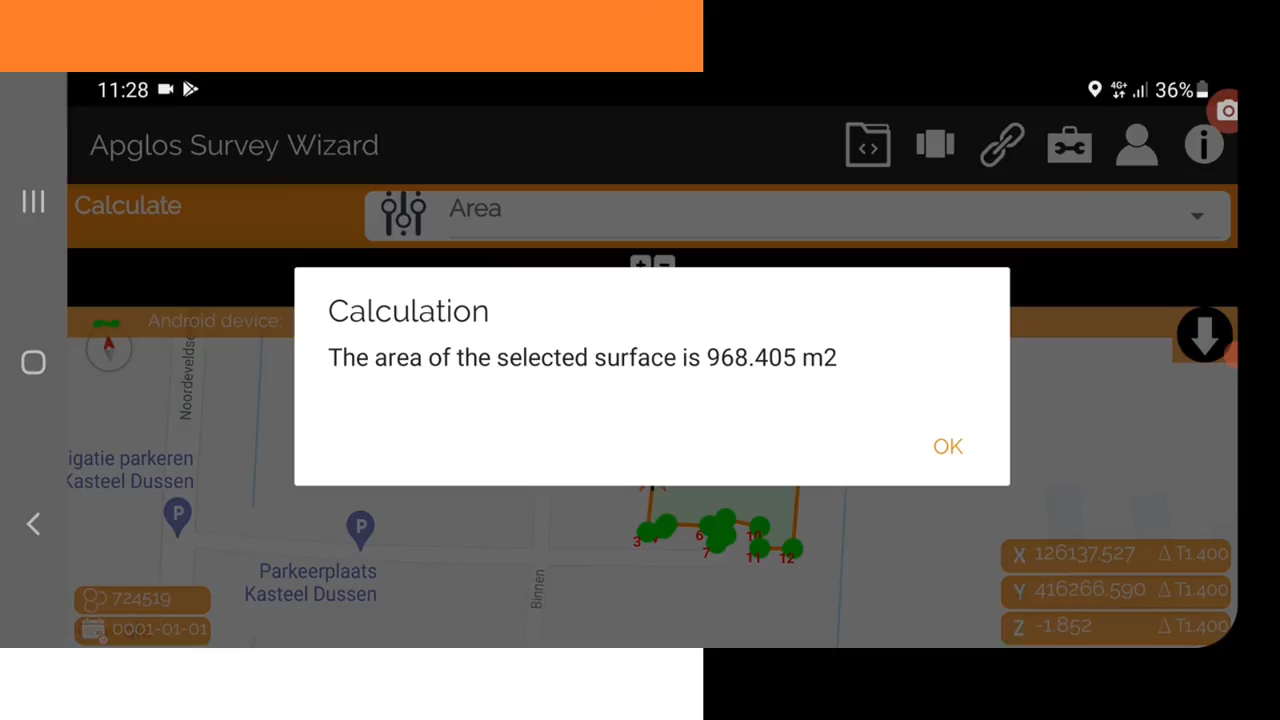 11:28
4G+ 36%
Apglos Survey Wizard
Calculate
Area
Calculation
The area of the selected surface is 968.405 m2
OK
Android device:
Noordeveldse
igatie parkeren
Kasteel Dussen
P
P
Parkeerplaats
Kasteel Dussen
Binnen
3
6
7
10
11
12
724519
0001-01-01
X 126137.527 Δ T1.400
Y 416266.590 Δ T1.400
Z -1.852 Δ T1.400